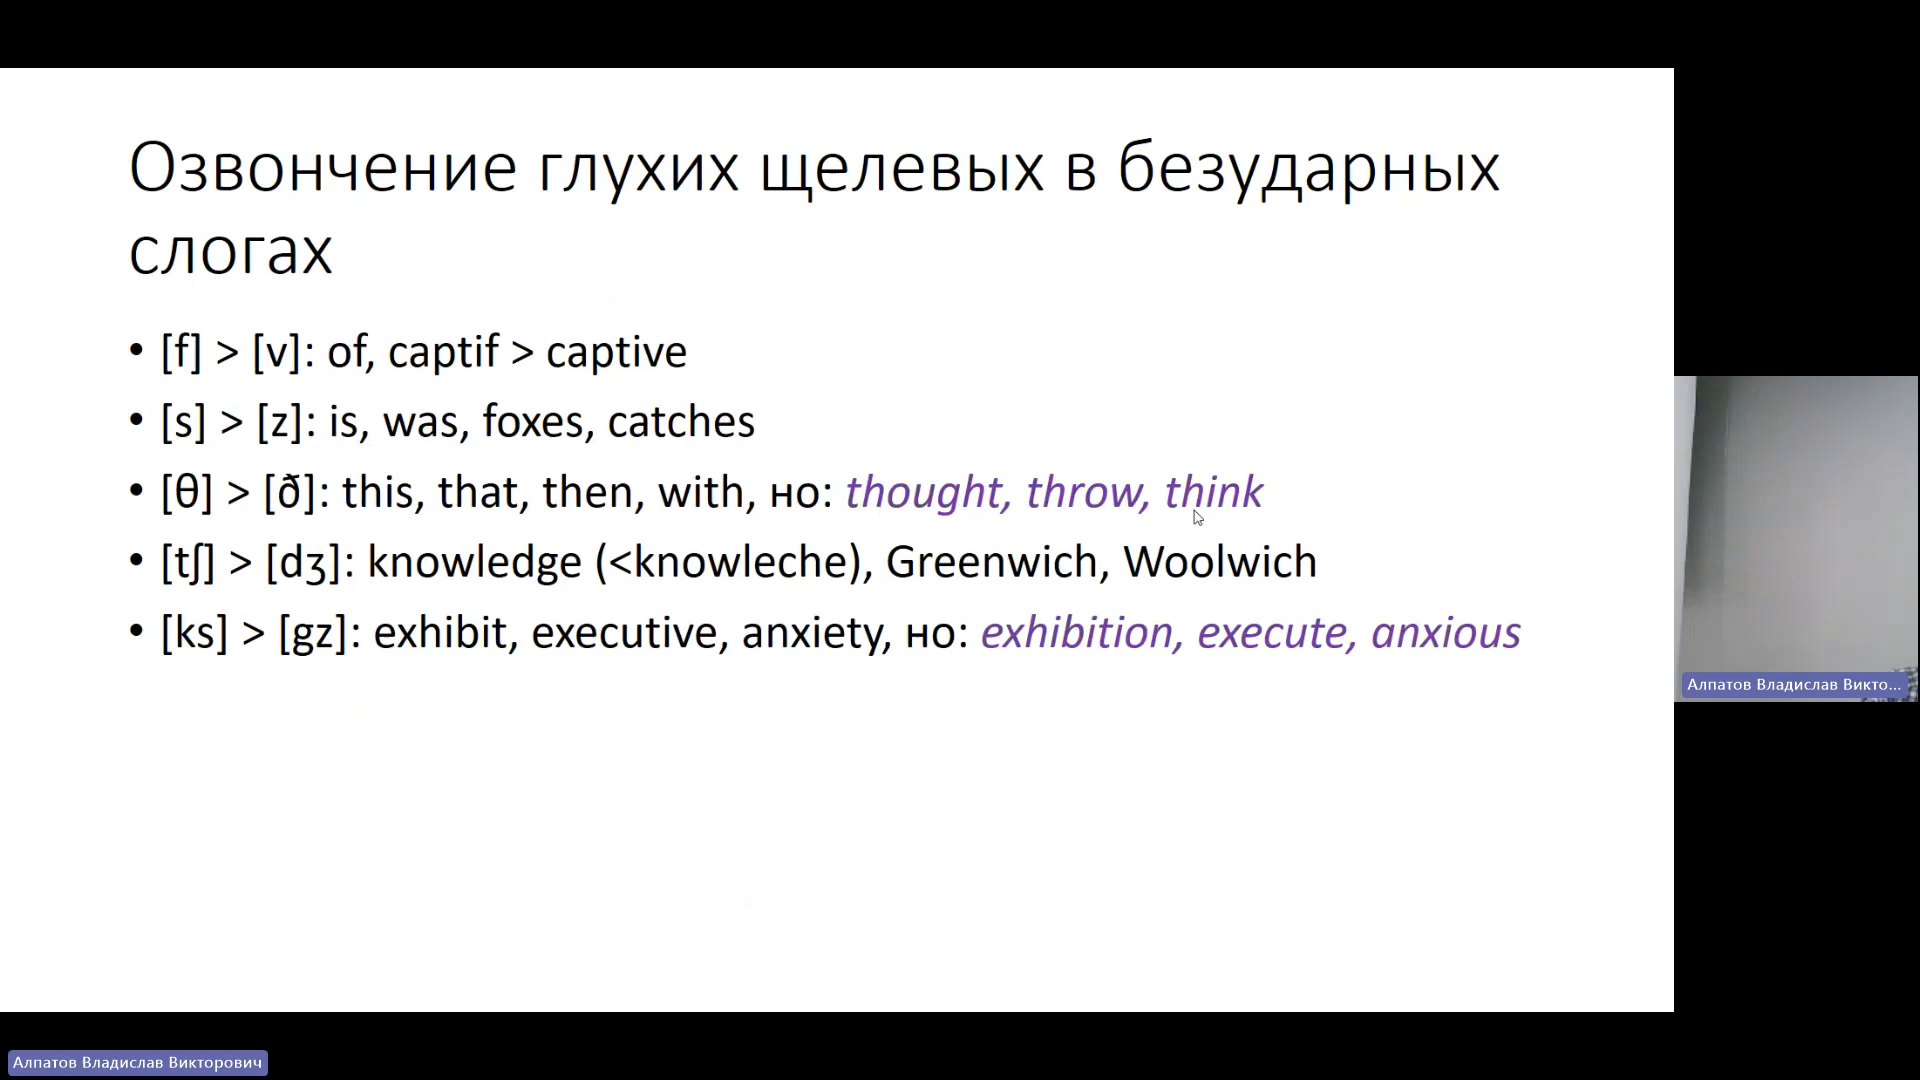 Озвончение глухих щелевых в безударных
слогах
• [f] > [v]: of, captif > captive
• [s] > [z]: is, was, foxes, catches
• [θ] > [ð]: this, that, then, with, но: thought, throw, think
• [tʃ] > [dʒ]: knowledge (<knowleche), Greenwich, Woolwich
• [ks] > [gz]: exhibit, executive, anxiety, но: exhibition, execute, anxious
Алпатов Владислав Викто...
Алпатов Владислав Викторович